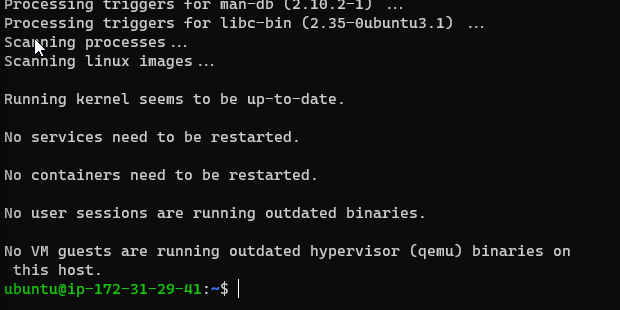 Processing triggers for man-db (2.10.2-1) ...
Processing triggers for libc-bin (2.35-0ubuntu3.1) ...
Scanning processes...
Scanning linux images...
Running kernel seems to be up-to-date.
No services need to be restarted.
No containers need to be restarted.
No user sessions are running outdated binaries.
No VM guests are running outdated hypervisor (qemu) binaries on
this host.
ubuntu@ip-172-31-29-41:~$